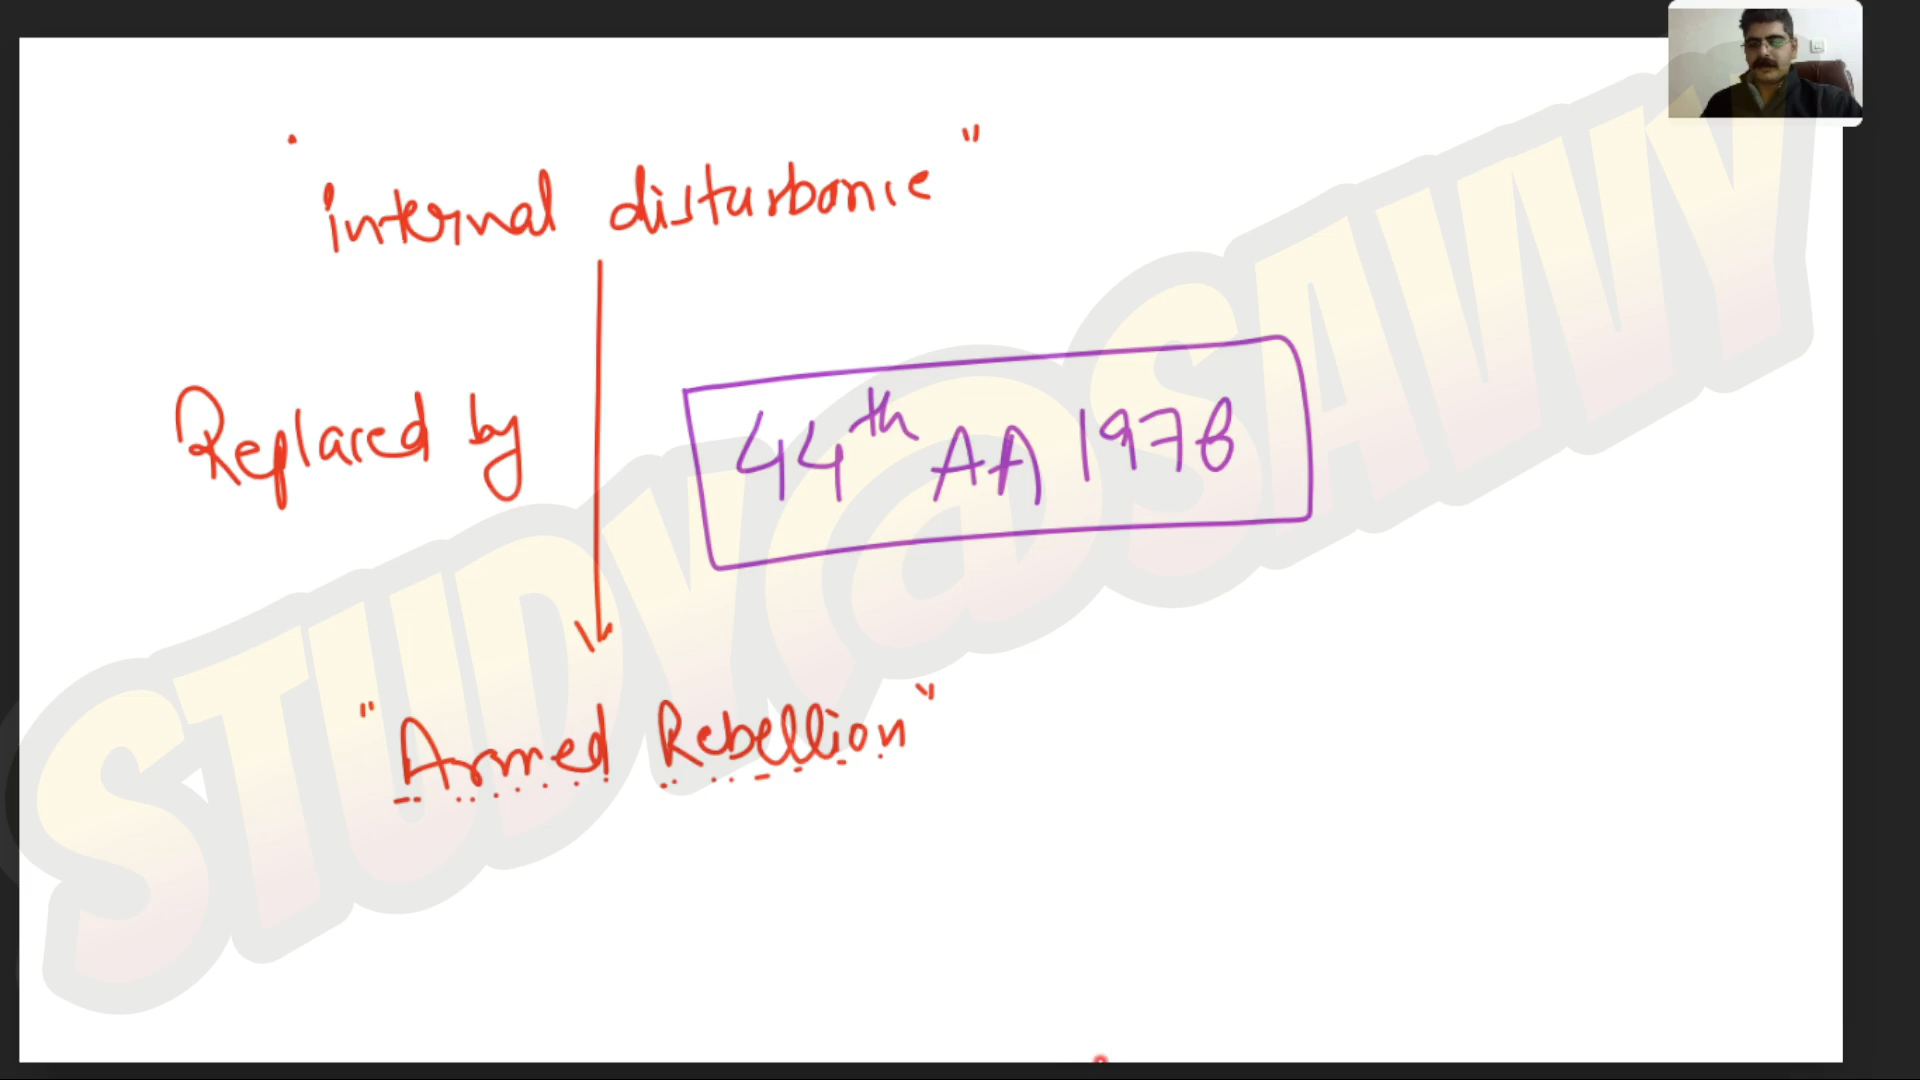 "internal disturbance"
Replaced by
44th AA 1978
"Armed Rebellion"
STUDY@SAVVY